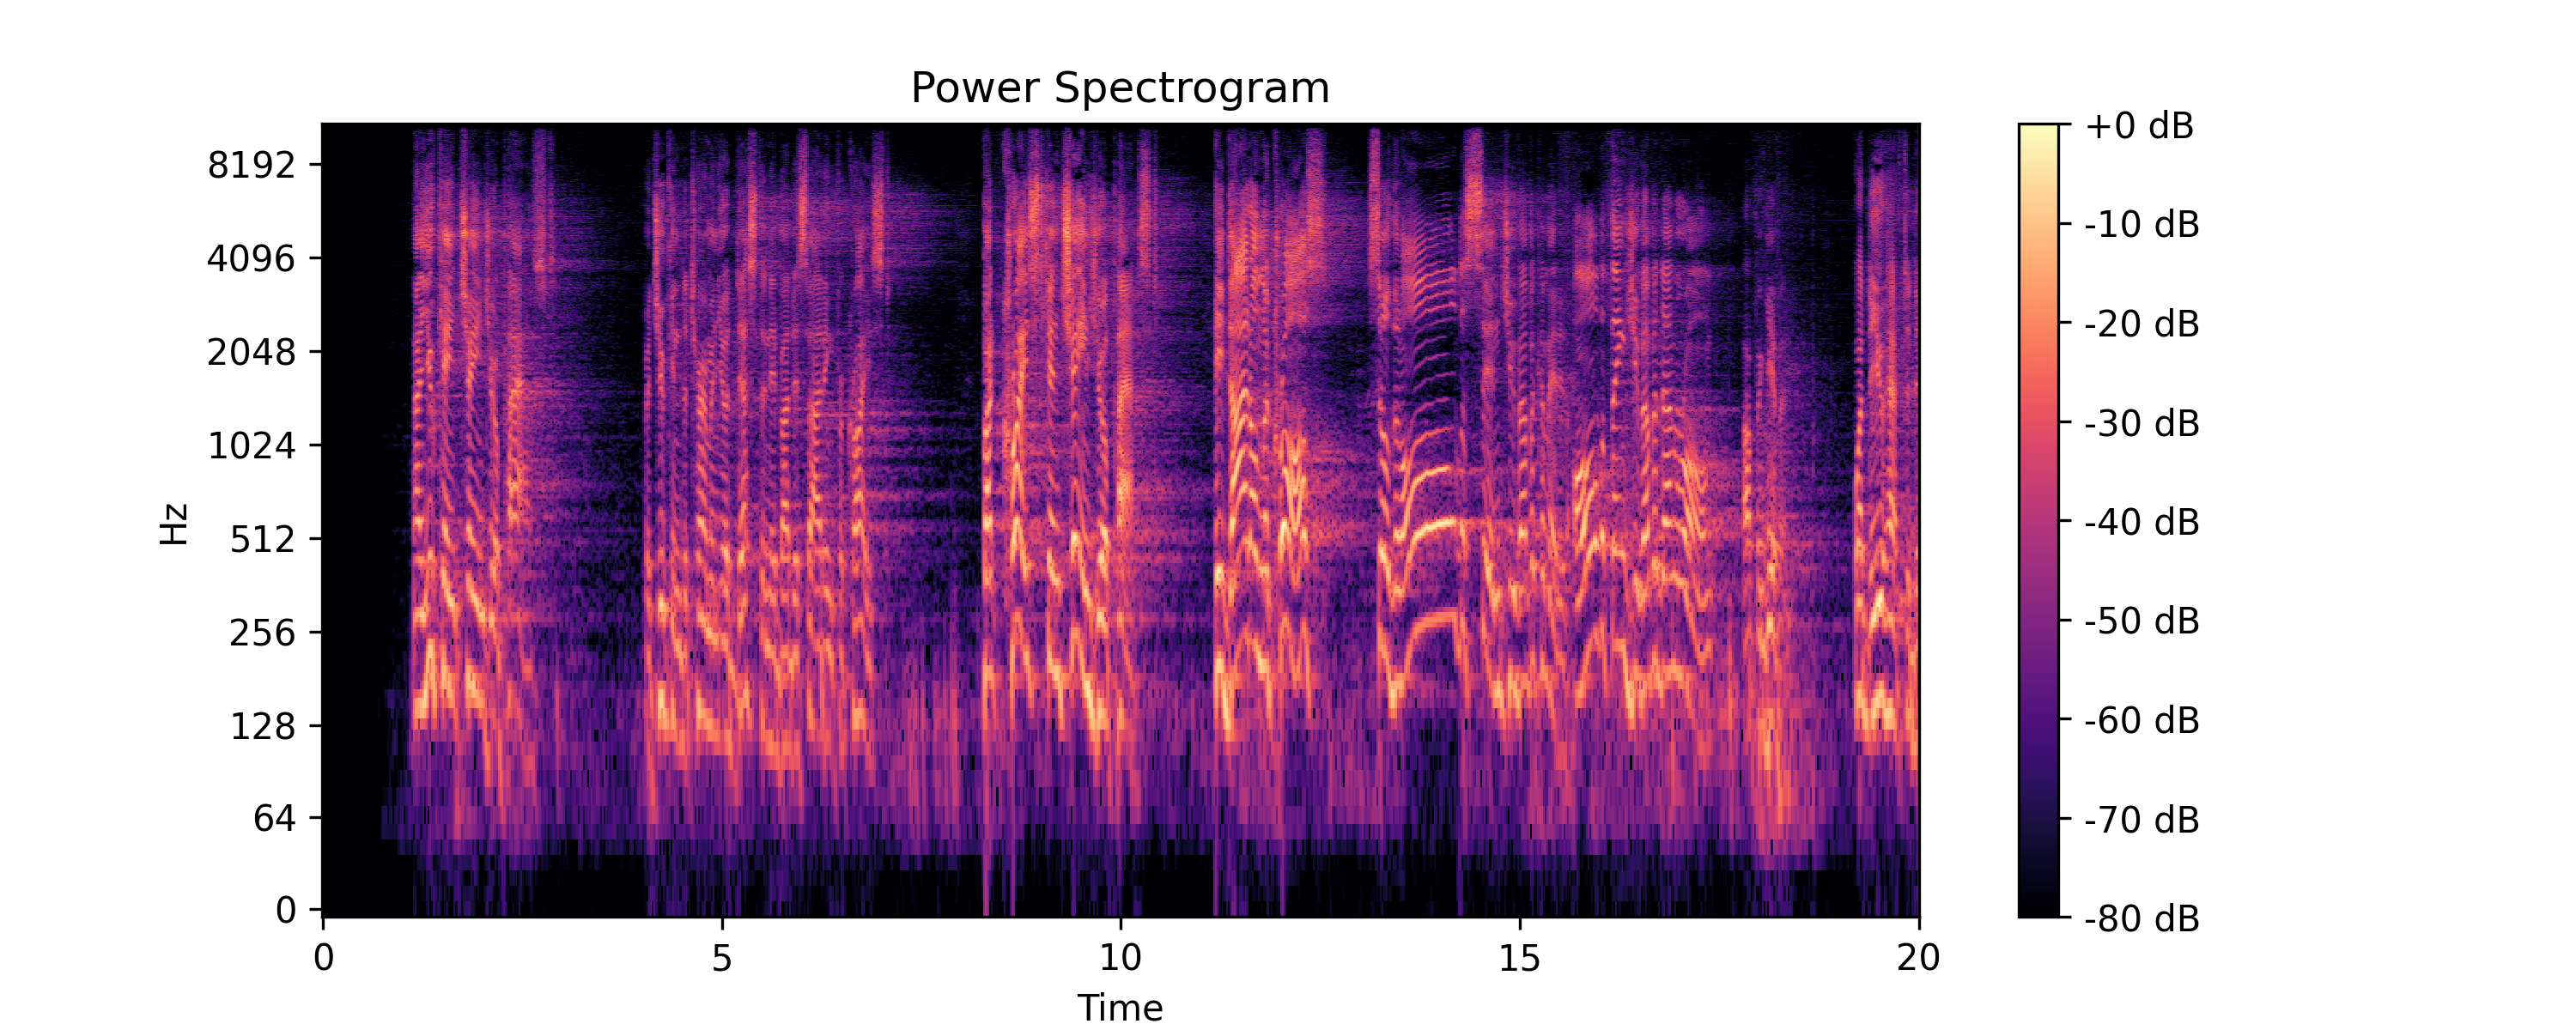 Power Spectrogram
Hz
8192
4096
2048
1024
512
256
128
64
0
0 5 10 15 20
Time
+0 dB
-10 dB
-20 dB
-30 dB
-40 dB
-50 dB
-60 dB
-70 dB
-80 dB